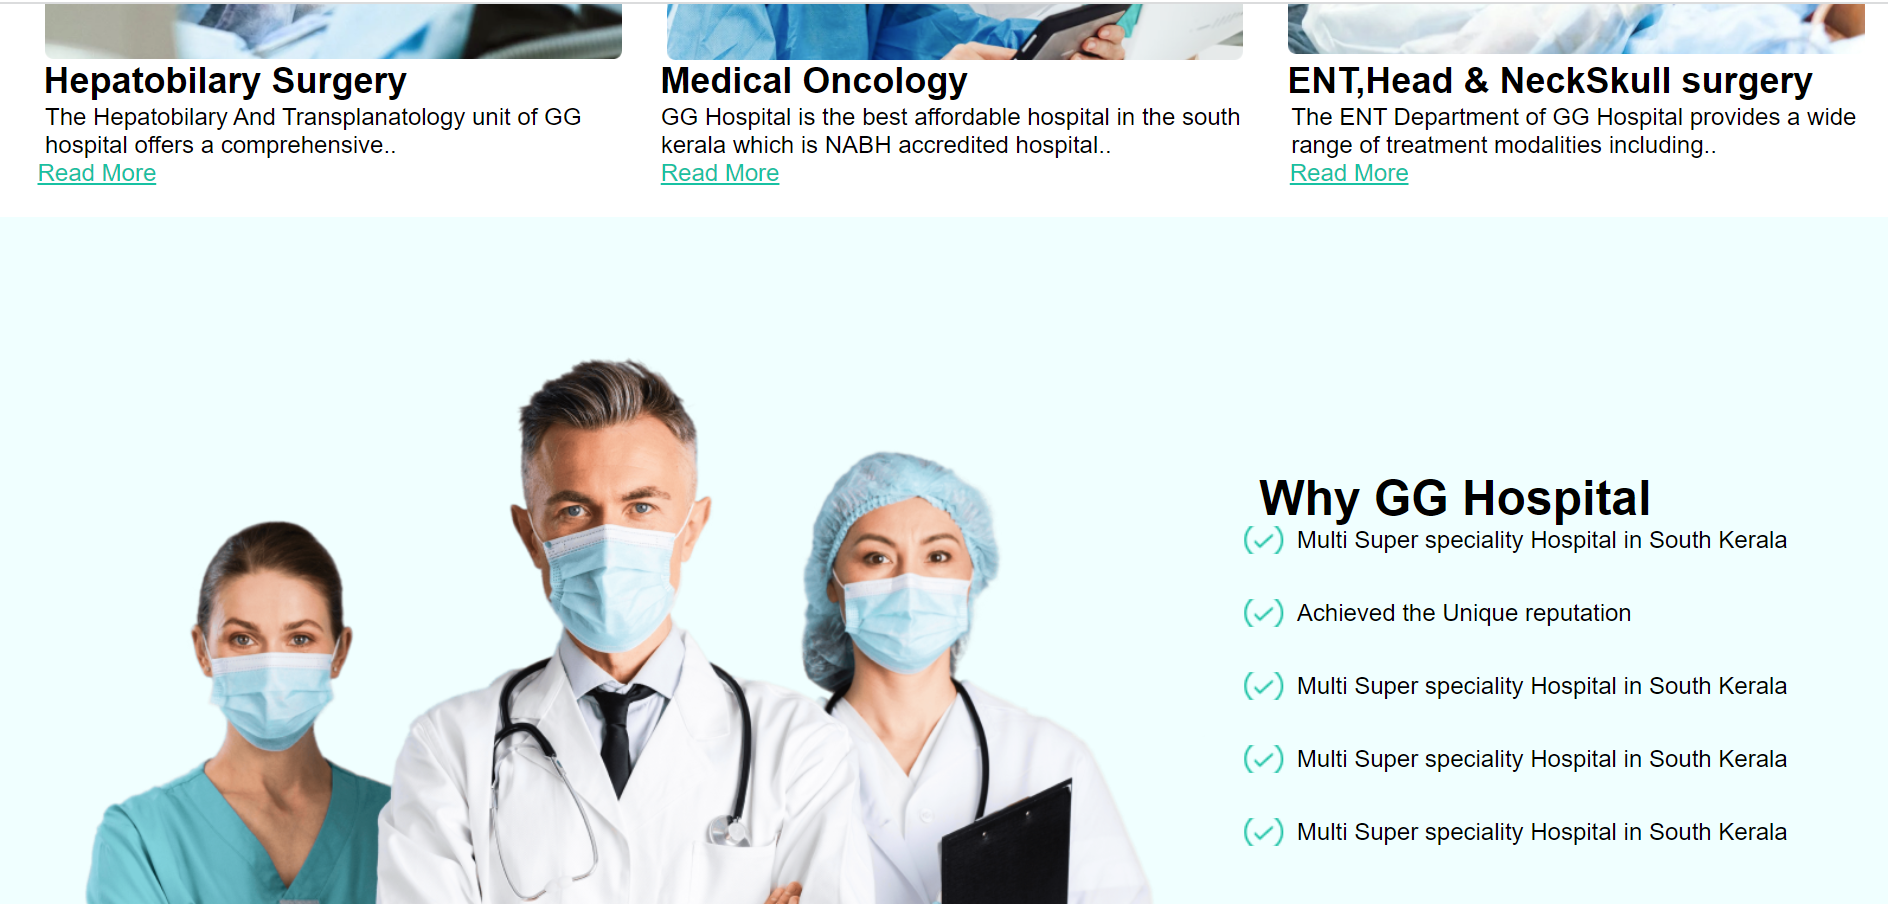 Hepatobilary Surgery
The Hepatobilary And Transplanatology unit of GG
hospital offers a comprehensive..
Read More
Medical Oncology
GG Hospital is the best affordable hospital in the south
kerala which is NABH accredited hospital..
Read More
ENT,Head & NeckSkull surgery
The ENT Department of GG Hospital provides a wide
range of treatment modalities including..
Read More
Why GG Hospital
Multi Super speciality Hospital in South Kerala
Achieved the Unique reputation
Multi Super speciality Hospital in South Kerala
Multi Super speciality Hospital in South Kerala
Multi Super speciality Hospital in South Kerala